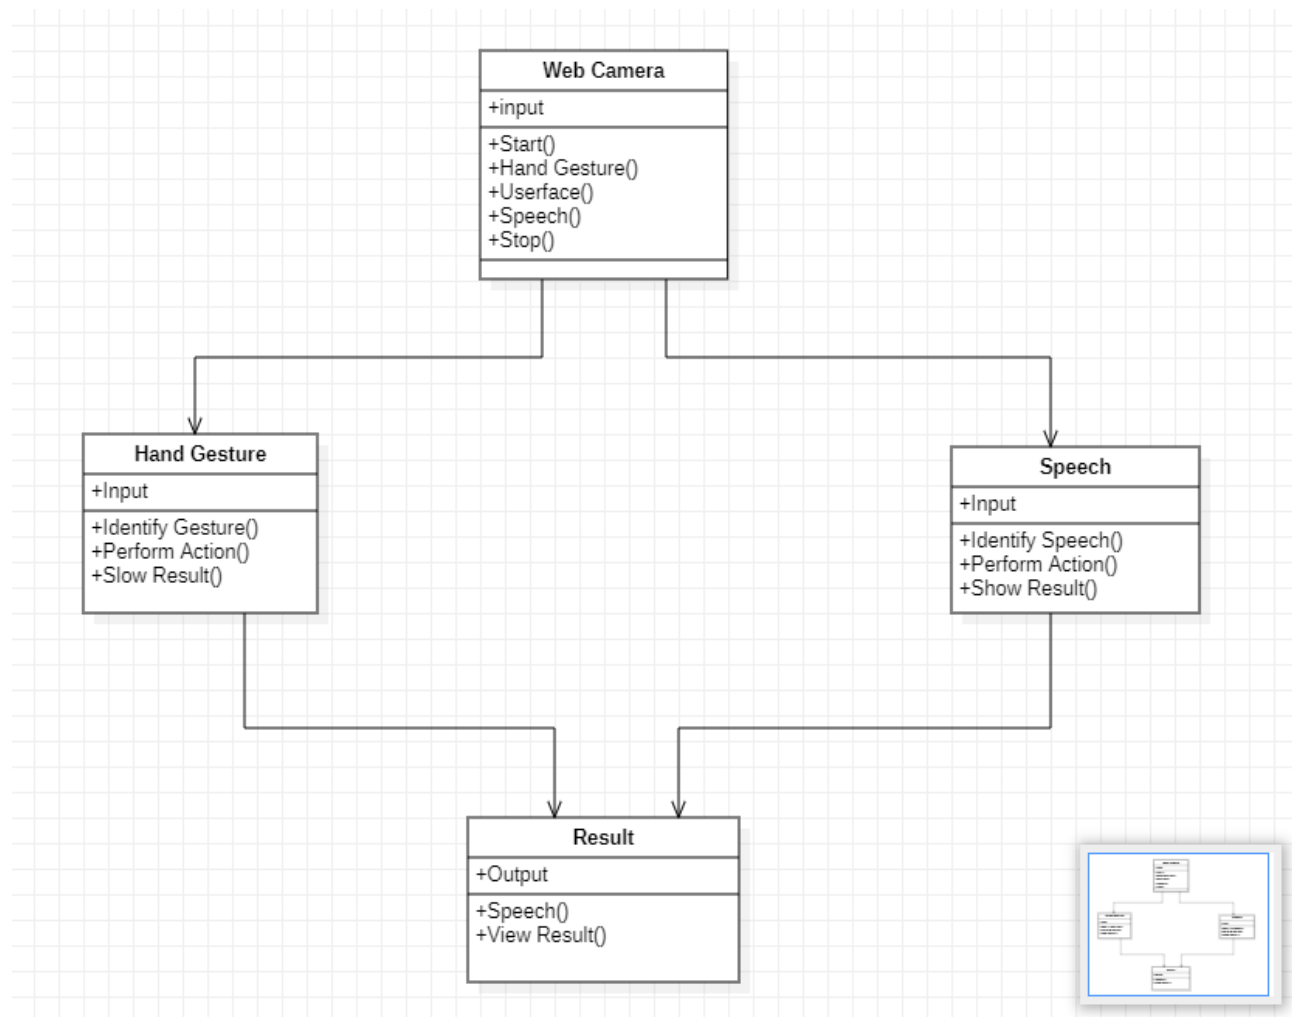 Web Camera
+input
+Start()
+Hand Gesture()
+Userface()
+Speech()
+Stop()
Hand Gesture
+Input
+Identify Gesture()
+Perform Action()
+Slow Result()
Speech
+Input
+Identify Speech()
+Perform Action()
+Show Result()
Result
+Output
+Speech()
+View Result()